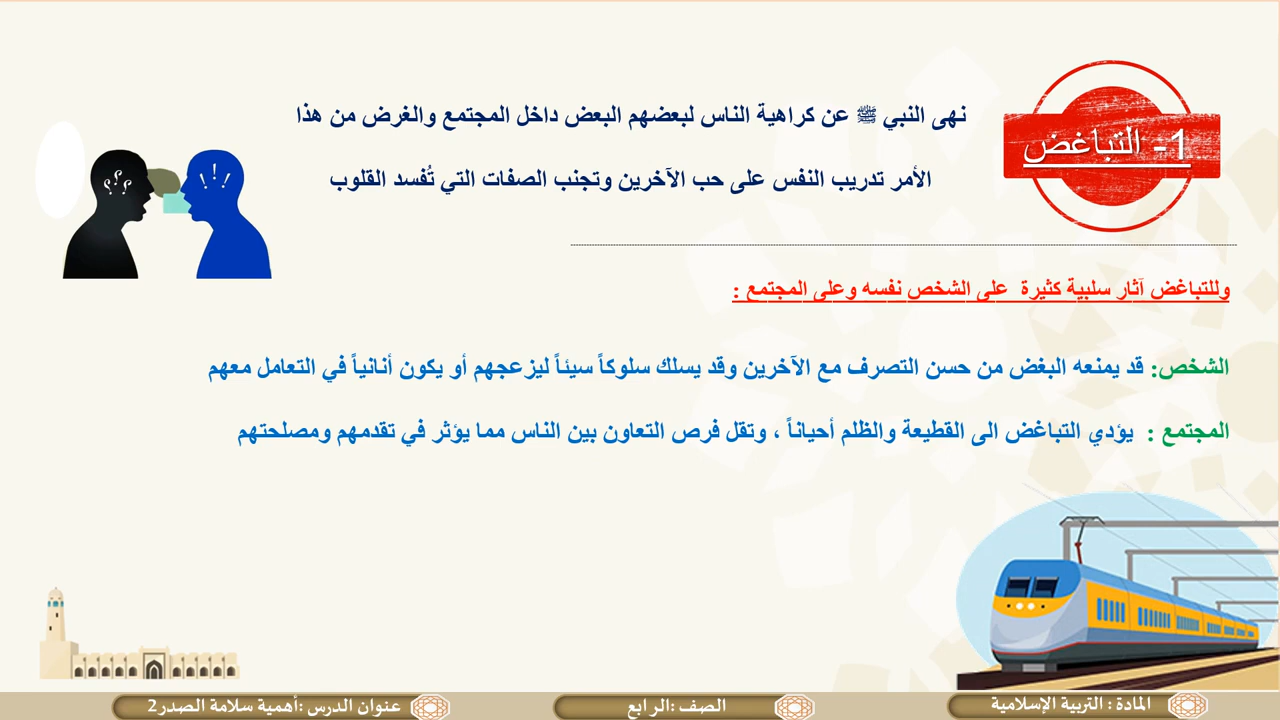 1- التباغض
نهى النبي ﷺ عن كراهية الناس لبعضهم البعض داخل المجتمع والغرض من هذا
الأمر تدريب النفس على حب الآخرين وتجنب الصفات التي تُفسد القلوب
؟؟؟
! ! !
وللتباغض آثار سلبية كثيرة على الشخص نفسه وعلى المجتمع :
الشخص: قد يمنعه البغض من حسن التصرف مع الآخرين وقد يسلك سلوكاً سيئاً ليزعجهم أو يكون أنانياً في التعامل معهم
المجتمع : يؤدي التباغض الى القطيعة والظلم أحياناً ، وتقل فرص التعاون بين الناس مما يؤثر في تقدمهم ومصلحتهم
المادة : التربية الإسلامية
الصف :الرابع
عنوان الدرس :أهمية سلامة الصدر2